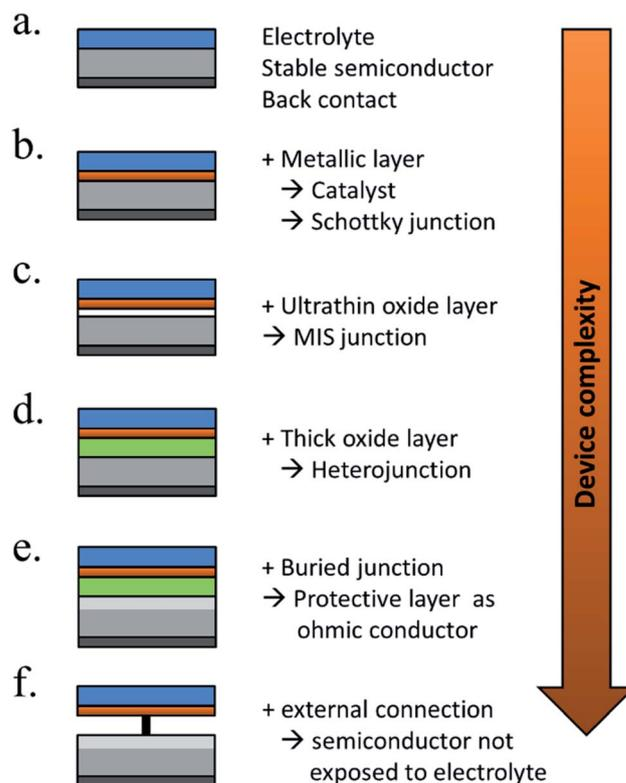 a.
Electrolyte
Stable semiconductor
Back contact
b.
+ Metallic layer
→ Catalyst
→ Schottky junction
c.
+ Ultrathin oxide layer
→ MIS junction
d.
+ Thick oxide layer
→ Heterojunction
e.
+ Buried junction
→ Protective layer as
ohmic conductor
f.
+ external connection
→ semiconductor not
exposed to electrolyte
Device complexity